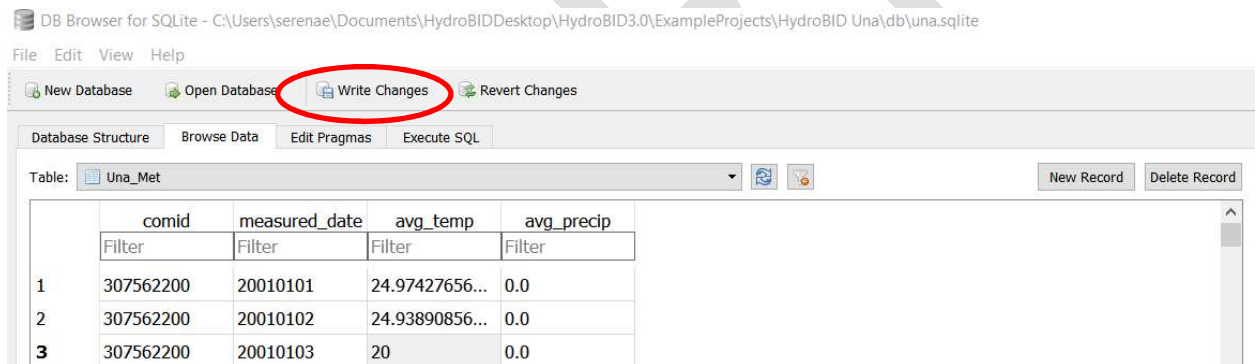 DB Browser for SQLite - C:\Users\serenae\Documents\HydroBIDDesktop\HydroBID3.0\ExampleProjects\HydroBID Una\db\una.sqlite
File Edit View Help
New Database Open Database Write Changes Revert Changes
Database Structure Browse Data Edit Pragmas Execute SQL
Table: Una_Met New Record Delete Record
comid measured_date avg_temp avg_precip
Filter Filter Filter Filter
1 307562200 20010101 24.97427656... 0.0
2 307562200 20010102 24.93890856... 0.0
3 307562200 20010103 20 0.0